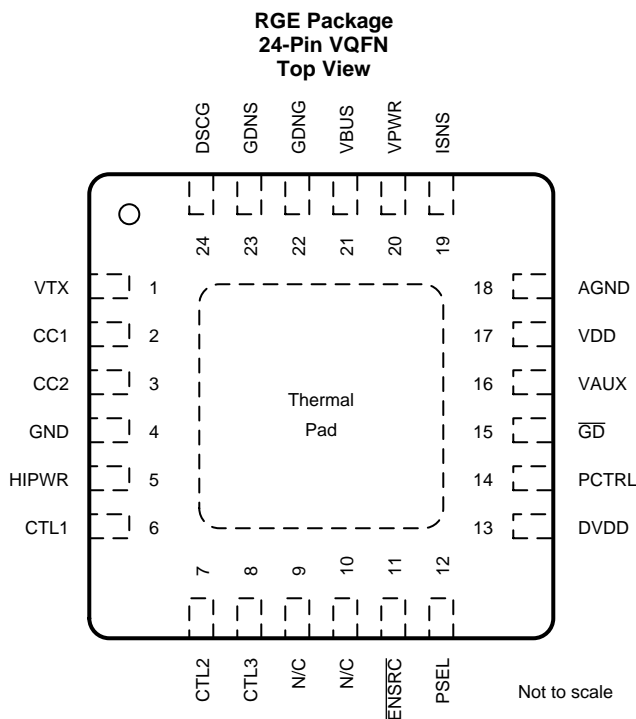 RGE Package
24-Pin VQFN
Top View
DSCG
GDNS
GDNG
VBUS
VPWR
ISNS
24
23
22
21
20
19
VTX 1
CC1 2
CC2 3
GND 4
HIPWR 5
CTL1 6
Thermal
Pad
18 AGND
17 VDD
16 VAUX
15 G̅D̅
14 PCTRL
13 DVDD
7
8
9
10
11
12
CTL2
CTL3
N/C
N/C
E̅N̅S̅R̅C̅
PSEL
Not to scale